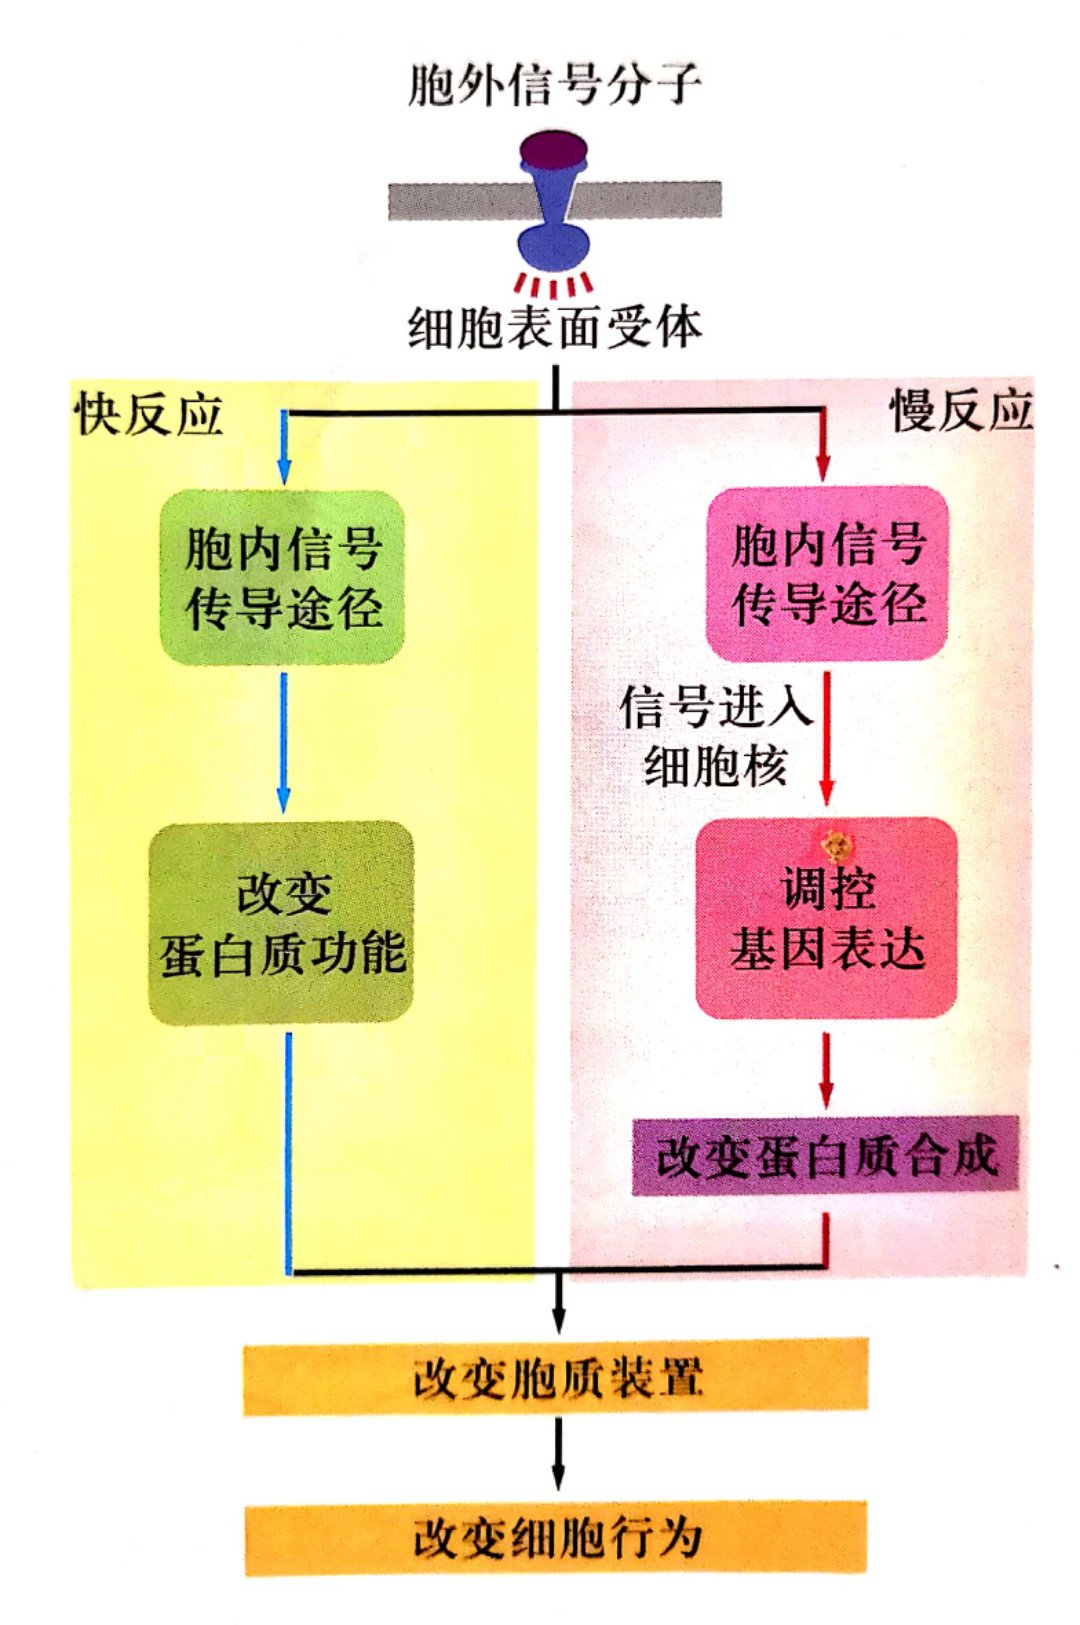 胞外信号分子
细胞表面受体
快反应
慢反应
胞内信号
传导途径
胞内信号
传导途径
信号进入
细胞核
改变
蛋白质功能
调控
基因表达
改变蛋白质合成
改变胞质装置
改变细胞行为